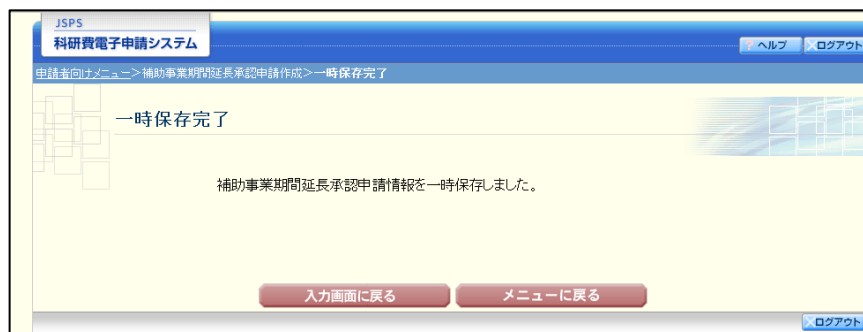 JSPS
科研費電子申請システム
? ヘルプ
×ログアウト
申請者向けメニュー>補助事業期間延長承認申請作成>一時保存完了
一時保存完了
補助事業期間延長承認申請情報を一時保存しました。
入力画面に戻る
メニューに戻る
×ログアウト